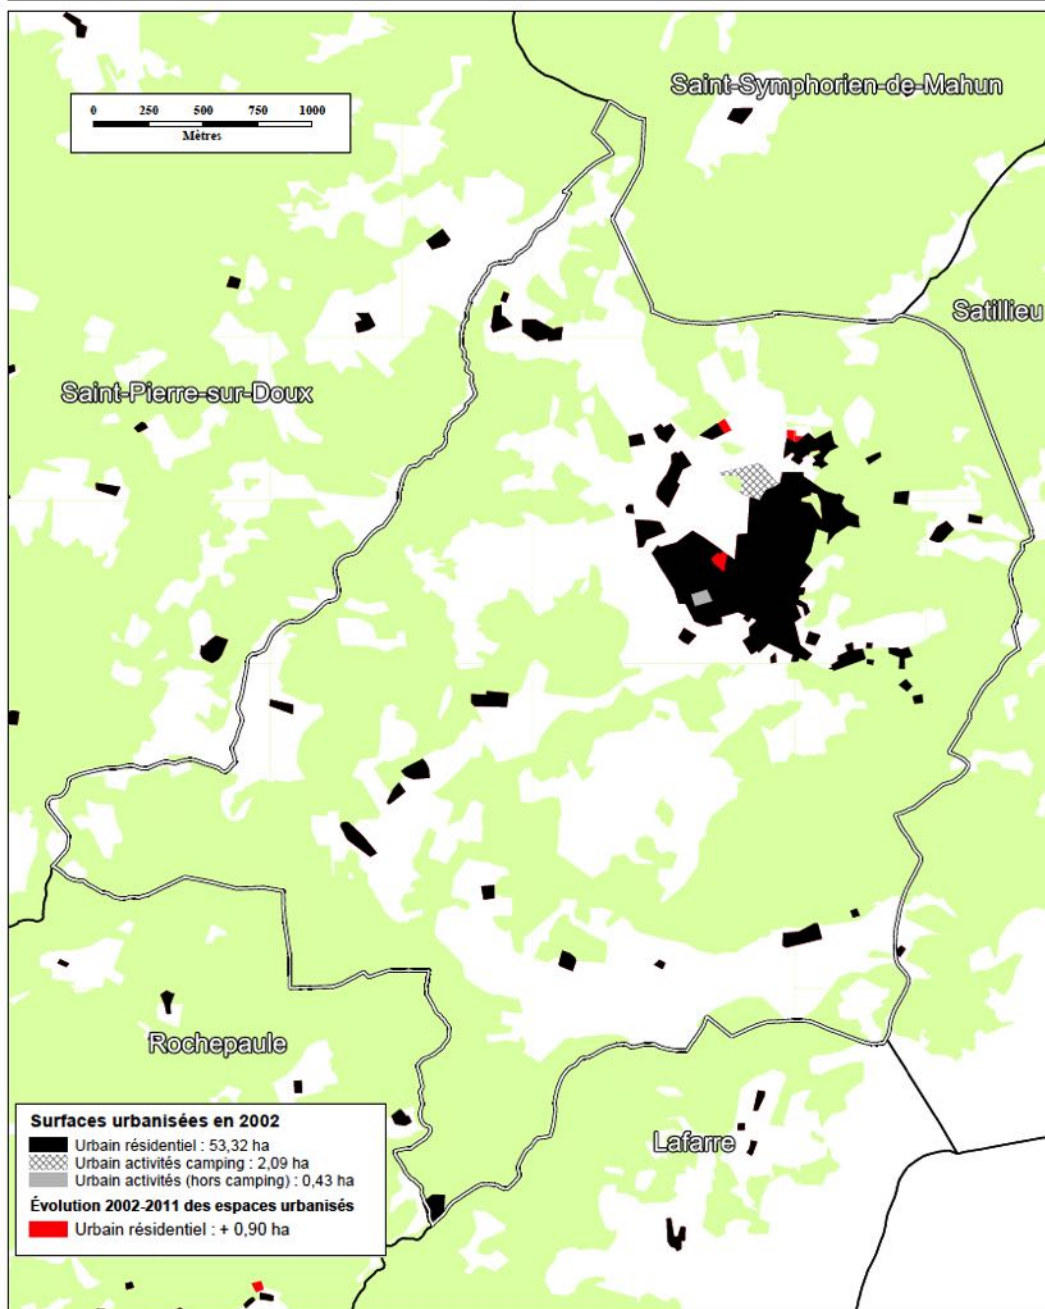 Saint-Symphorien-de-Mahun
0 250 500 750 1000
Mètres
Satillieu
Saint-Pierre-sur-Doux
Rochepaule
Lafarre
Surfaces urbanisées en 2002
Urbain résidentiel : 53,32 ha
Urbain activités camping : 2,09 ha
Urbain activités (hors camping) : 0,43 ha
Évolution 2002-2011 des espaces urbanisés
Urbain résidentiel : + 0,90 ha